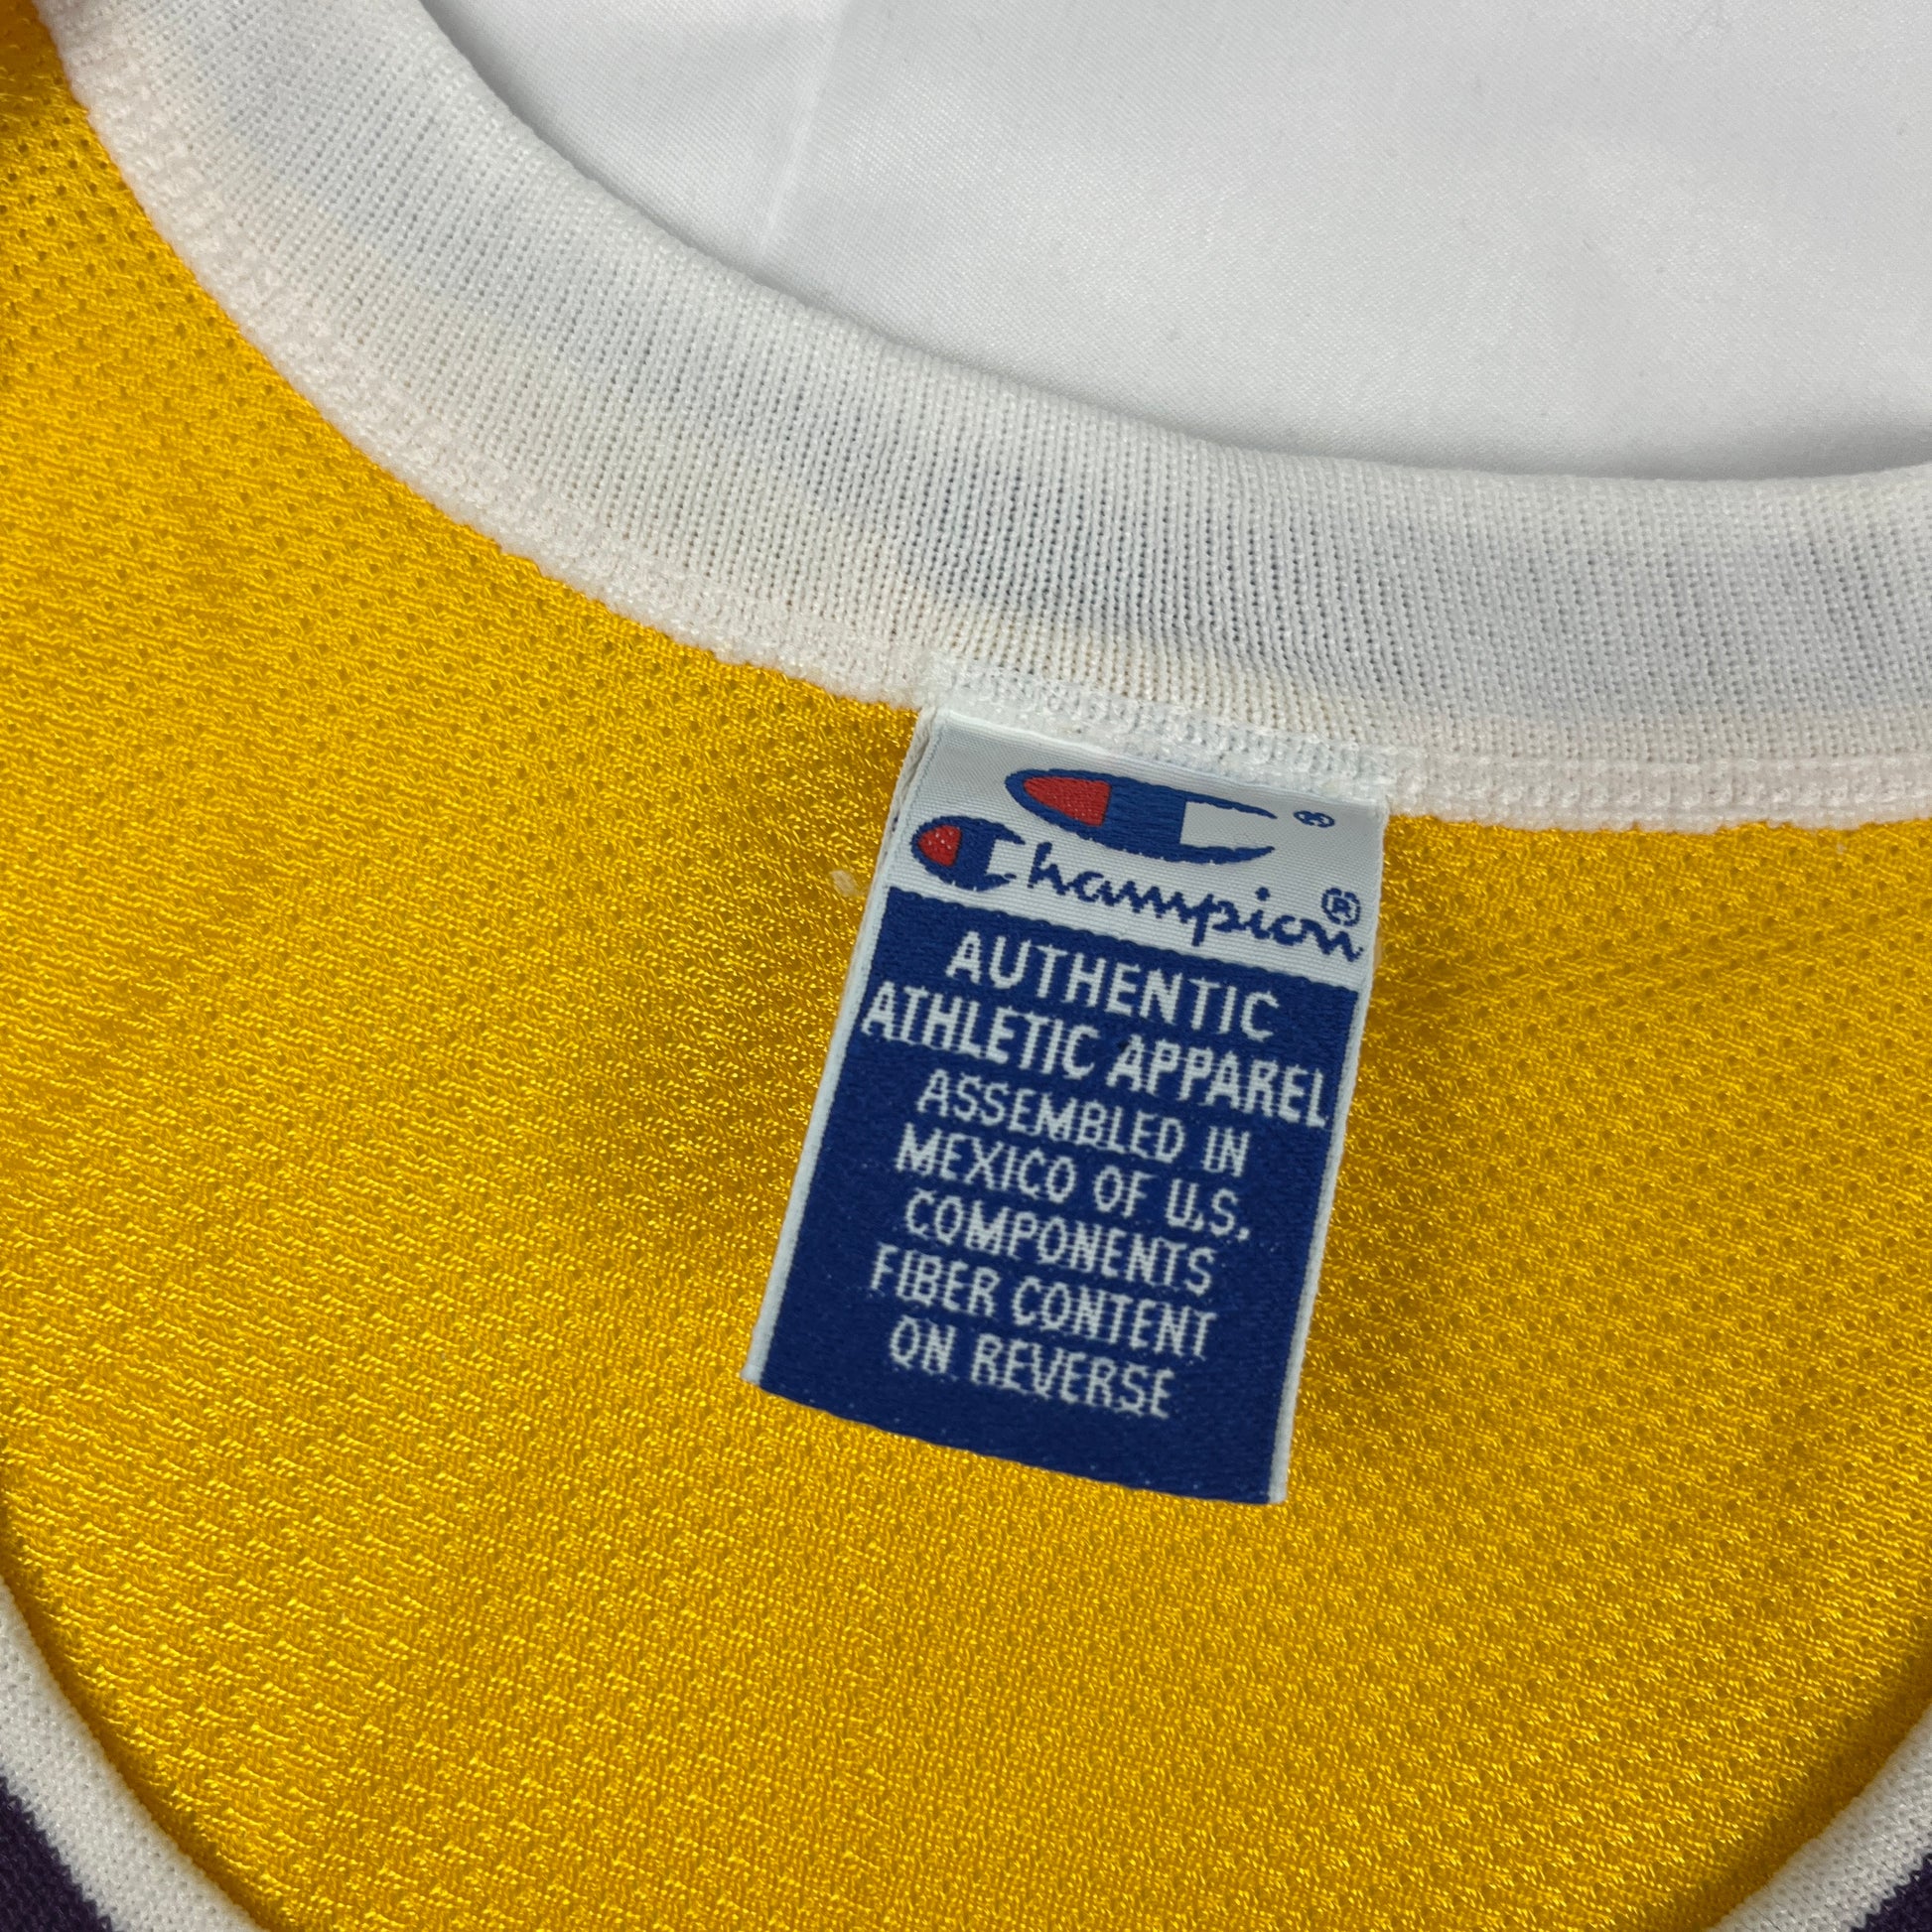 Champion®
AUTHENTIC
ATHLETIC APPAREL
ASSEMBLED IN
MEXICO OF U.S.
COMPONENTS
FIBER CONTENT
ON REVERSE